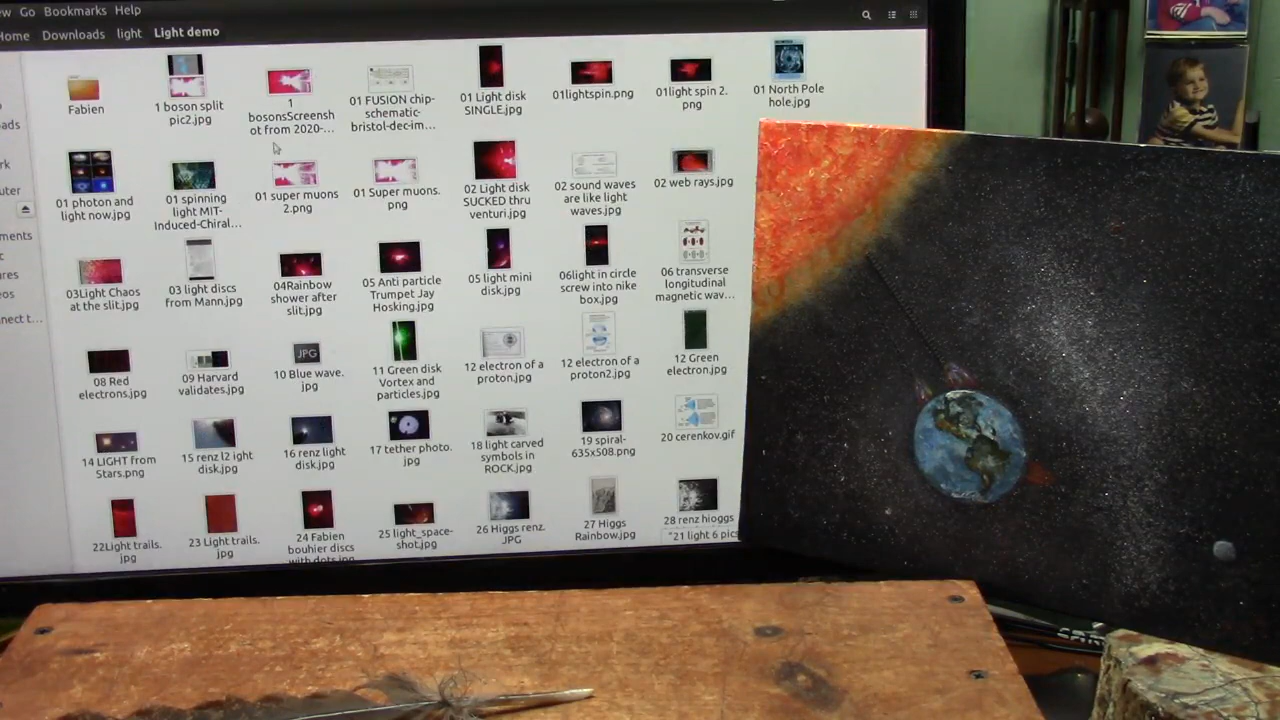 ew Go Bookmarks Help
Home Downloads light Light demo
Fabien
1 boson split
pic2.jpg
1
bosonsScreensh
ot from 2020-...
01 FUSION chip-
schematic-
bristol-dec-im...
01 Light disk
SINGLE.jpg
01lightspin.png
01light spin 2.
png
01 North Pole
hole.jpg
01 photon and
light now.jpg
01 spinning
light MIT-
Induced-Chiral...
01 super muons
2.png
01 Super muons.
png
02 Light disk
SUCKED thru
venturi.jpg
02 sound waves
are like light
waves.jpg
02 web rays.jpg
03Light Chaos
at the slit.jpg
03 light discs
from Mann.jpg
04Rainbow
shower after
slit.jpg
05 Anti particle
Trumpet Jay
Hosking.jpg
05 light mini
disk.jpg
06light in circle
screw into nike
box.jpg
06 transverse
longitudinal
magnetic wav...
08 Red
electrons.jpg
09 Harvard
validates.jpg
JPG
10 Blue wave.
jpg
11 Green disk
Vortex and
particles.jpg
12 electron of a
proton.jpg
12 electron of a
proton2.jpg
12 Green
electron.jpg
14 LIGHT from
Stars.png
15 renz l2 ight
disk.jpg
16 renz light
disk.jpg
17 tether photo.
jpg
18 light carved
symbols in
ROCK.jpg
19 spiral-
635x508.png
20 cerenkov.gif
22Light trails.
jpg
23 Light trails.
jpg
24 Fabien
bouhier discs
with dots.jpg
25 light_space-
shot.jpg
26 Higgs renz.
JPG
27 Higgs
Rainbow.jpg
28 renz hioggs
"21 light 6 pics
oads
rk
uter
ments
c
ures
eos
nnect t...